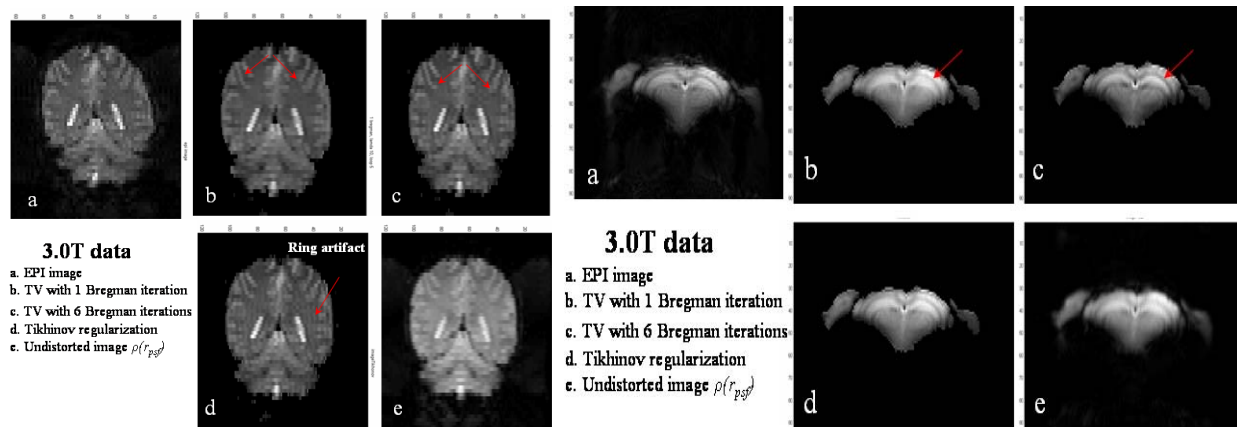 a
b
c
3.0T data
a. EPI image
b. TV with 1 Bregman iteration
c. TV with 6 Bregman iterations
d. Tikhinov regularization
e. Undistorted image ρ(r_psf)
Ring artifact
d
e
a
b
c
3.0T data
a. EPI image
b. TV with 1 Bregman iteration
c. TV with 6 Bregman iterations
d. Tikhinov regularization
e. Undistorted image ρ(r_psf)
d
e